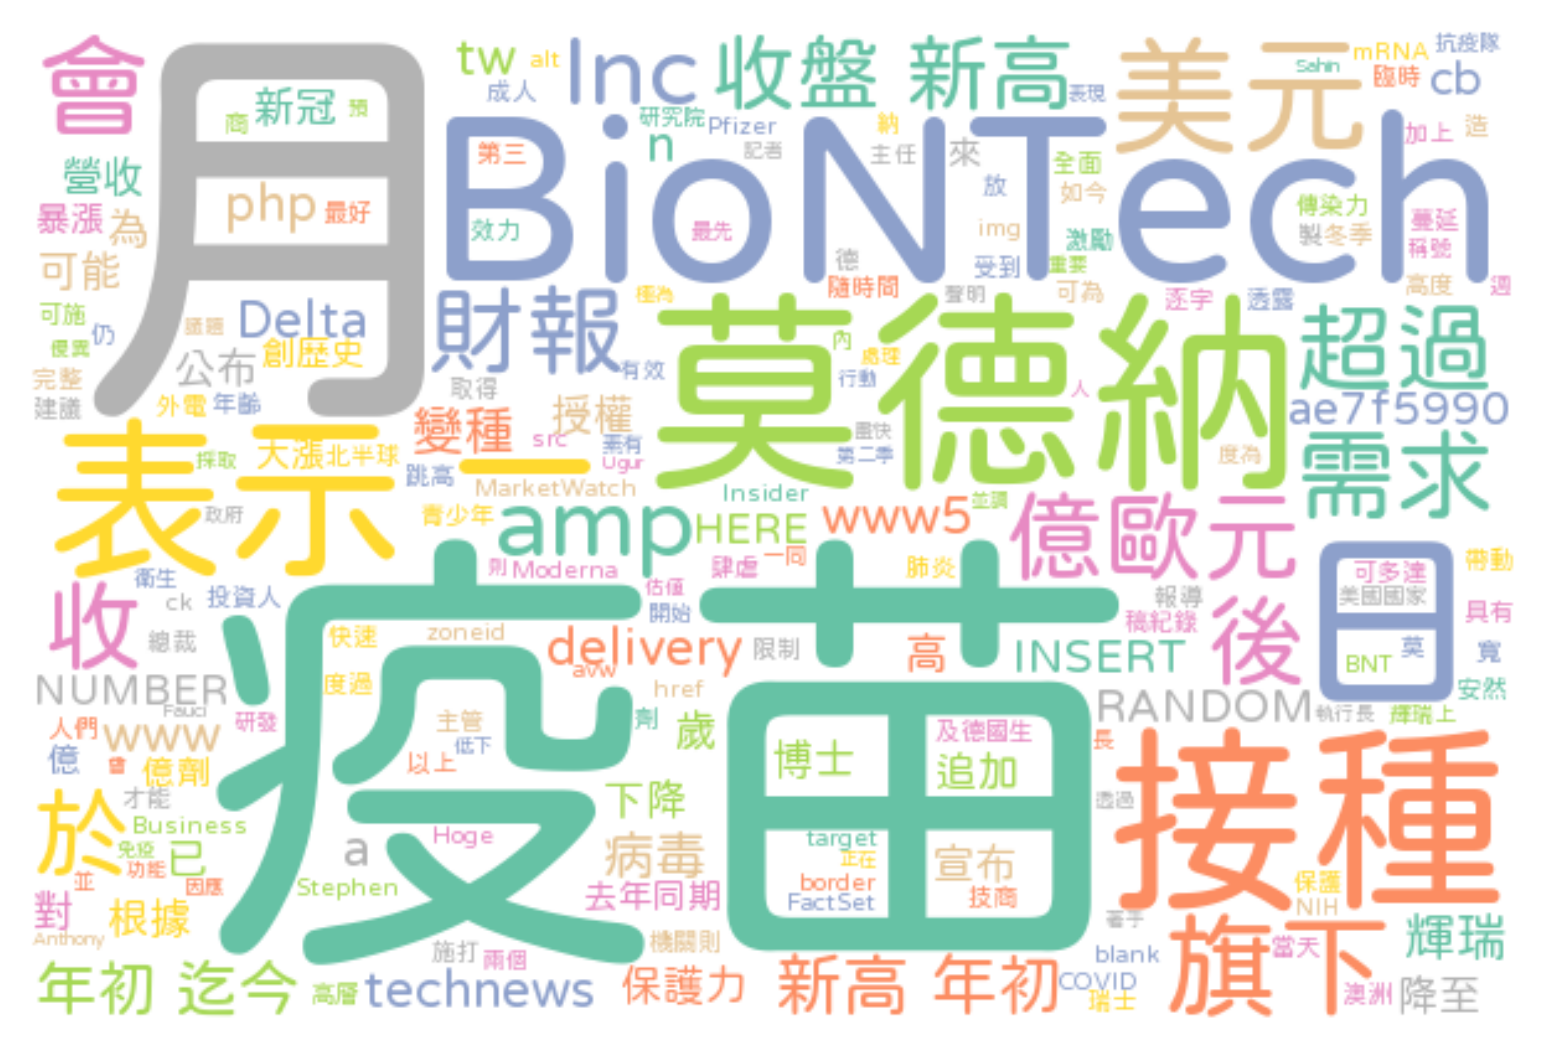 會
月
tw
alt
Inc
收盤 新高
美元
mRNA
抗疫隊
Sahin
臨時
cb
成人
表現
商
新冠
預
研究院
Pfizer
納
加上
造
n
第三
記者
主任
來
全面
BioNTech
營收
php
最好
放
如今
傳染力
暴漲
為
效力
最先
img
激勵
製
冬季
蔓延
稱號
可能
德
受到
重要
隨時間
聲明
可為
高度
週
極為
逐字
透露
可施
仍
議題
Delta
財報
莫德納
內
超過
優異
公布
創歷史
有效
處理
行動
完整
取得
人
建議
外電
年齡
變種
授權
ae7f5990
表示
大漲
北半球
src
素有
盡快
需求
採取
跳高
一
Ugur
第二季
度為
MarketWatch
Insider
並調
政府
青少年
amp
HERE
www5
億歐元
日
則
Moderna
肆虐
一同
肺炎
帶動
衛生
疫苗
估值
可多達
收
ck
投資人
開始
報導
美國國家
稿紀錄
具有
總裁
快速
zoneid
delivery
限制
高
INSERT
後
BNT
莫
寬
avw
NUMBER
度過
href
RANDOM
安然
Fauci
人們
www
研發
主管
劑
歲
及德國生
執行長
輝瑞上
億
會
億劑
以上
低下
博士
追加
長
接種
於
才能
下降
透過
Business
免疫
已
a
Hoge
病毒
target
正在
宣布
功能
並
因應
Stephen
border
技商
保護
對
去年同期
FactSet
NIH
根據
著手
旗下
Anthony
施打
兩個
機關則
blank
當天
輝瑞
年初 迄今
高層
technews
保護力
新高 年初
COVID
瑞士
澳洲
降至